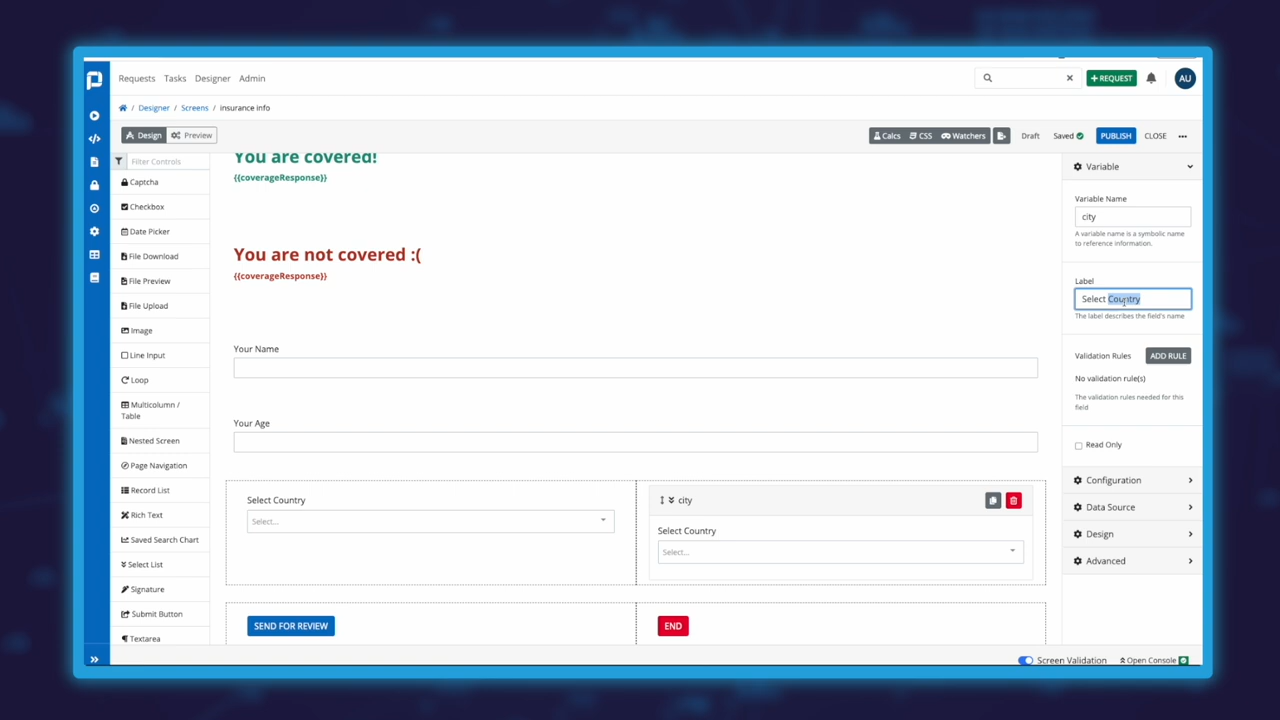 Requests Tasks Designer Admin
+ REQUEST
AU
/ Designer / Screens / insurance info
Design Preview
Calcs CSS Watchers Draft Saved PUBLISH CLOSE
Filter Controls
Captcha
Checkbox
Date Picker
File Download
File Preview
File Upload
Image
Line Input
Loop
Multicolumn /
Table
Nested Screen
Page Navigation
Record List
Rich Text
Saved Search Chart
Select List
Signature
Submit Button
Textarea
You are covered!
{{coverageResponse}}
You are not covered :(
{{coverageResponse}}
Your Name
Your Age
Select Country
Select...
city
Select Country
Select...
SEND FOR REVIEW
END
Variable
Variable Name
city
A variable name is a symbolic name
to reference information.
Label
Select Country
The label describes the field's name
Validation Rules ADD RULE
No validation rule(s)
The validation rules needed for this
field
Read Only
Configuration
Data Source
Design
Advanced
Screen Validation Open Console